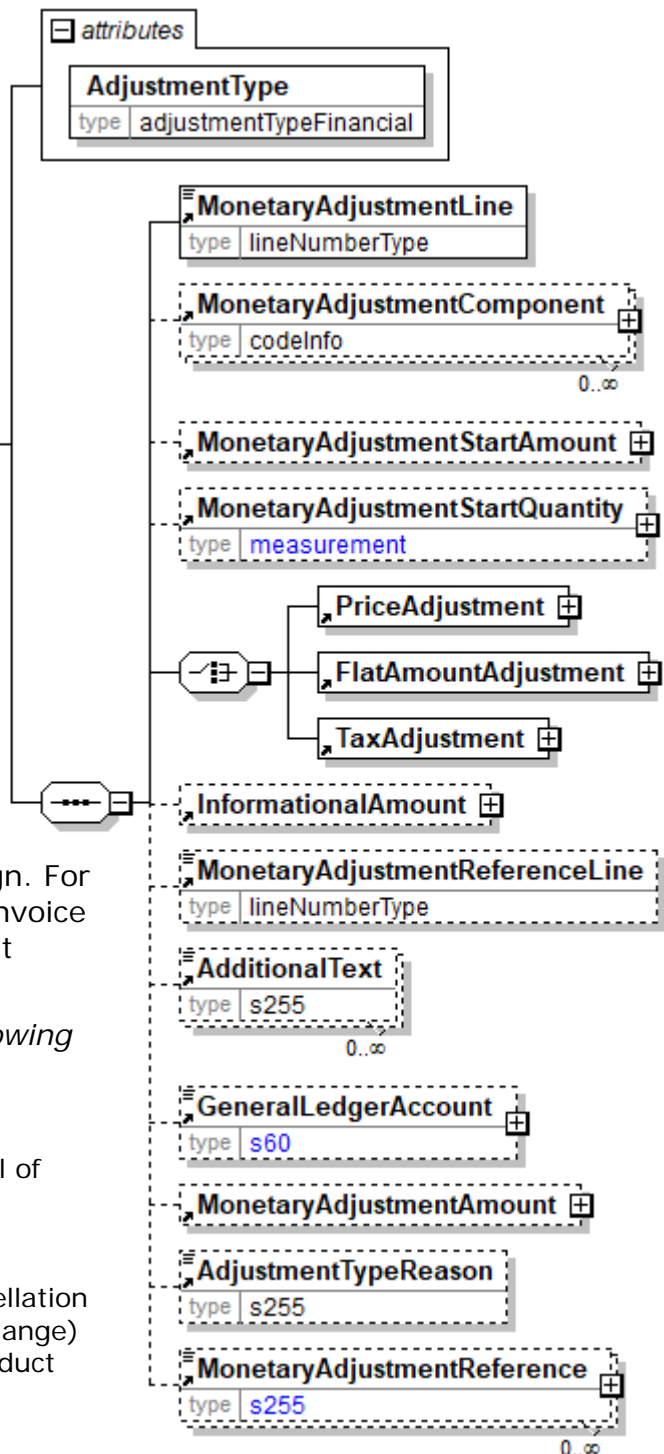 attributes
AdjustmentType
type adjustmentTypeFinancial
MonetaryAdjustmentLine
type lineNumberType
MonetaryAdjustmentComponent
type codeInfo
0..∞
MonetaryAdjustmentStartAmount
MonetaryAdjustmentStartQuantity
type measurement
PriceAdjustment
FlatAmountAdjustment
TaxAdjustment
InformationalAmount
gn. For
MonetaryAdjustmentReferenceLine
nvoice
type lineNumberType
t
AdditionalText
type s255
owing
0..∞
GeneralLedgerAccount
type s60
l of
MonetaryAdjustmentAmount
AdjustmentTypeReason
ellation
type s255
ange)
duct
MonetaryAdjustmentReference
type s255
0..∞